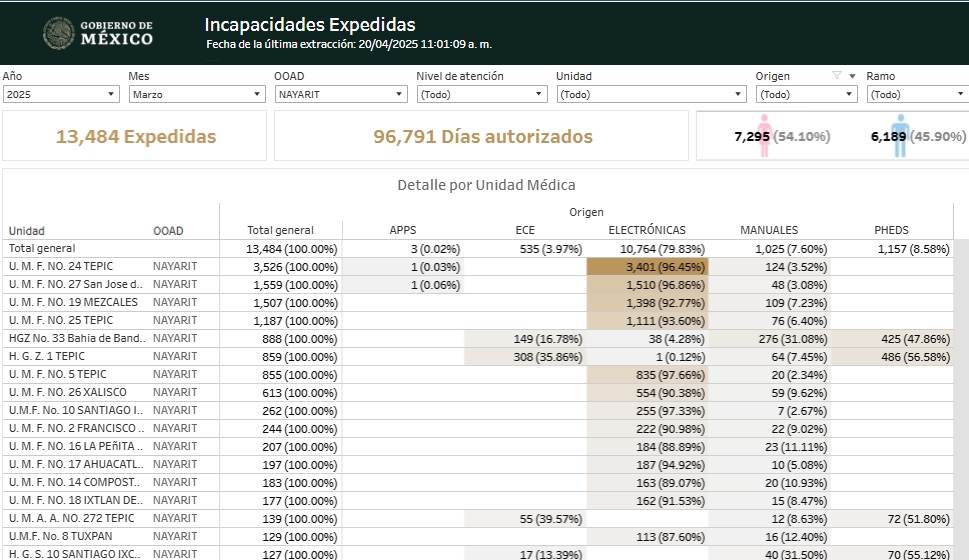 GOBIERNO DE
MÉXICO
Incapacidades Expedidas
Fecha de la última extracción: 20/04/2025 11:01:09 a. m.
Año Mes OOAD Nivel de atención Unidad Origen Ramo
2025 Marzo NAYARIT (Todo) (Todo) (Todo) (Todo)
13,484 Expedidas 96,791 Días autorizados 7,295 (54.10%) 6,189 (45.90%)
Detalle por Unidad Médica
Origen
Unidad OOAD Total general APPS ECE ELECTRÓNICAS MANUALES PHEDS
Total general 13,484 (100.00%) 3 (0.02%) 535 (3.97%) 10,764 (79.83%) 1,025 (7.60%) 1,157 (8.58%)
U. M. F. NO. 24 TEPIC NAYARIT 3,526 (100.00%) 1 (0.03%) 3,401 (96.45%) 124 (3.52%)
U. M. F. NO. 27 San Jose d.. NAYARIT 1,559 (100.00%) 1 (0.06%) 1,510 (96.86%) 48 (3.08%)
U. M. F. NO. 19 MEZCALES NAYARIT 1,507 (100.00%) 1,398 (92.77%) 109 (7.23%)
U. M. F. NO. 25 TEPIC NAYARIT 1,187 (100.00%) 1,111 (93.60%) 76 (6.40%)
HGZ No. 33 Bahia de Band.. NAYARIT 888 (100.00%) 149 (16.78%) 38 (4.28%) 276 (31.08%) 425 (47.86%)
H. G. Z. 1 TEPIC NAYARIT 859 (100.00%) 308 (35.86%) 1 (0.12%) 64 (7.45%) 486 (56.58%)
U. M. F. NO. 5 TEPIC NAYARIT 855 (100.00%) 835 (97.66%) 20 (2.34%)
U. M. F. NO. 26 XALISCO NAYARIT 613 (100.00%) 554 (90.38%) 59 (9.62%)
U.M.F. No. 10 SANTIAGO I.. NAYARIT 262 (100.00%) 255 (97.33%) 7 (2.67%)
U. M. F. NO. 2 FRANCISCO .. NAYARIT 244 (100.00%) 222 (90.98%) 22 (9.02%)
U. M. F. NO. 16 LA PEñITA .. NAYARIT 207 (100.00%) 184 (88.89%) 23 (11.11%)
U. M. F. NO. 17 AHUACATL.. NAYARIT 197 (100.00%) 187 (94.92%) 10 (5.08%)
U. M. F. NO. 14 COMPOST.. NAYARIT 183 (100.00%) 163 (89.07%) 20 (10.93%)
U. M. F. NO. 18 IXTLAN DE.. NAYARIT 177 (100.00%) 162 (91.53%) 15 (8.47%)
U. M. A. A. NO. 272 TEPIC NAYARIT 139 (100.00%) 55 (39.57%) 12 (8.63%) 72 (51.80%)
U.M.F. No. 8 TUXPAN NAYARIT 129 (100.00%) 113 (87.60%) 16 (12.40%)
H. G. S. 10 SANTIAGO IXC.. NAYARIT 127 (100.00%) 17 (13.39%) 40 (31.50%) 70 (55.12%)